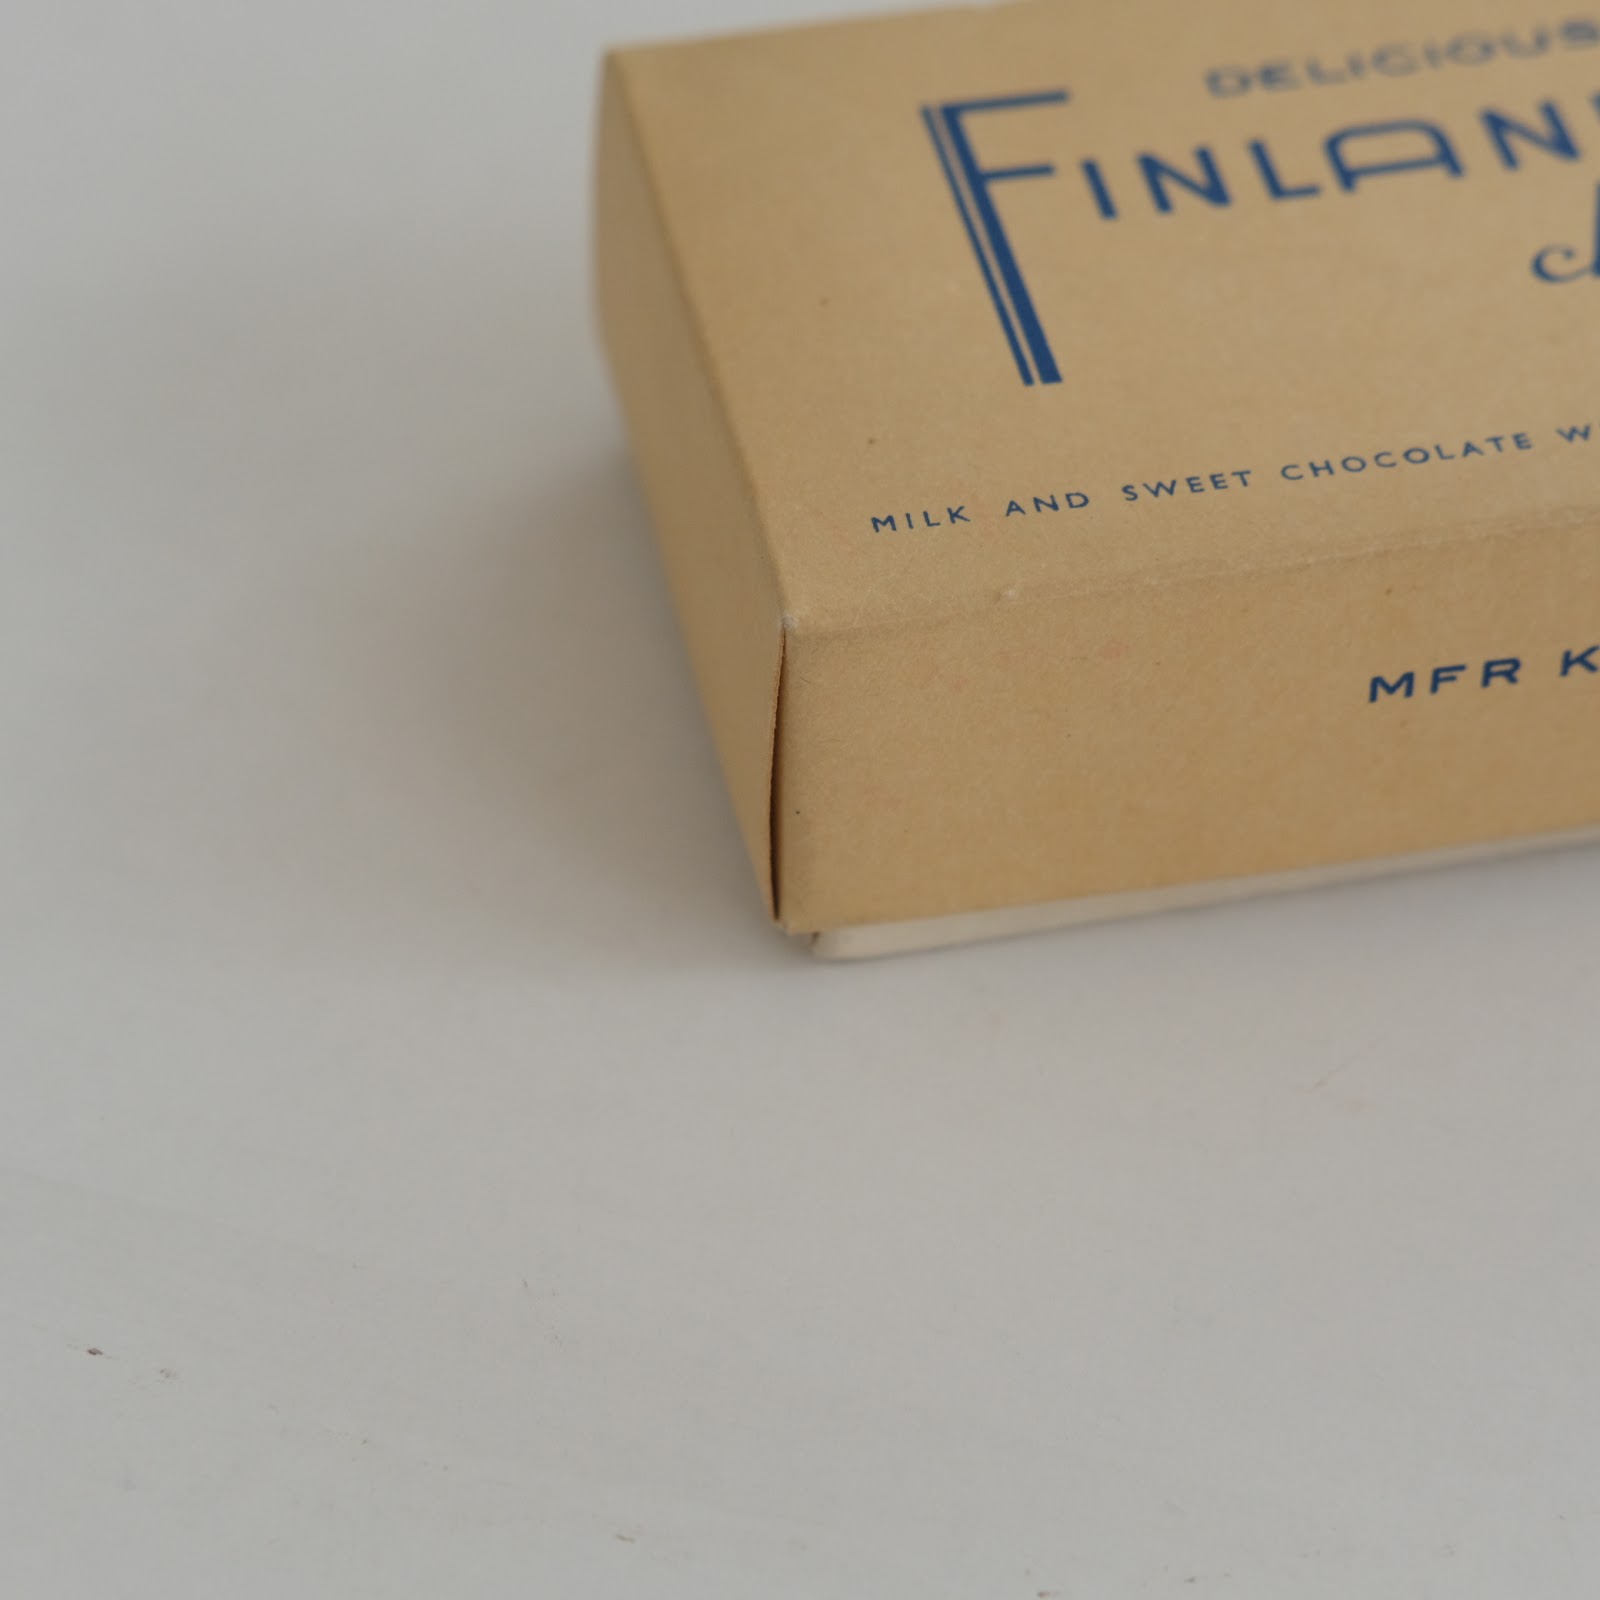 DELICIOUS
FINLAN
MILK AND SWEET CHOCOLATE W
MFR K